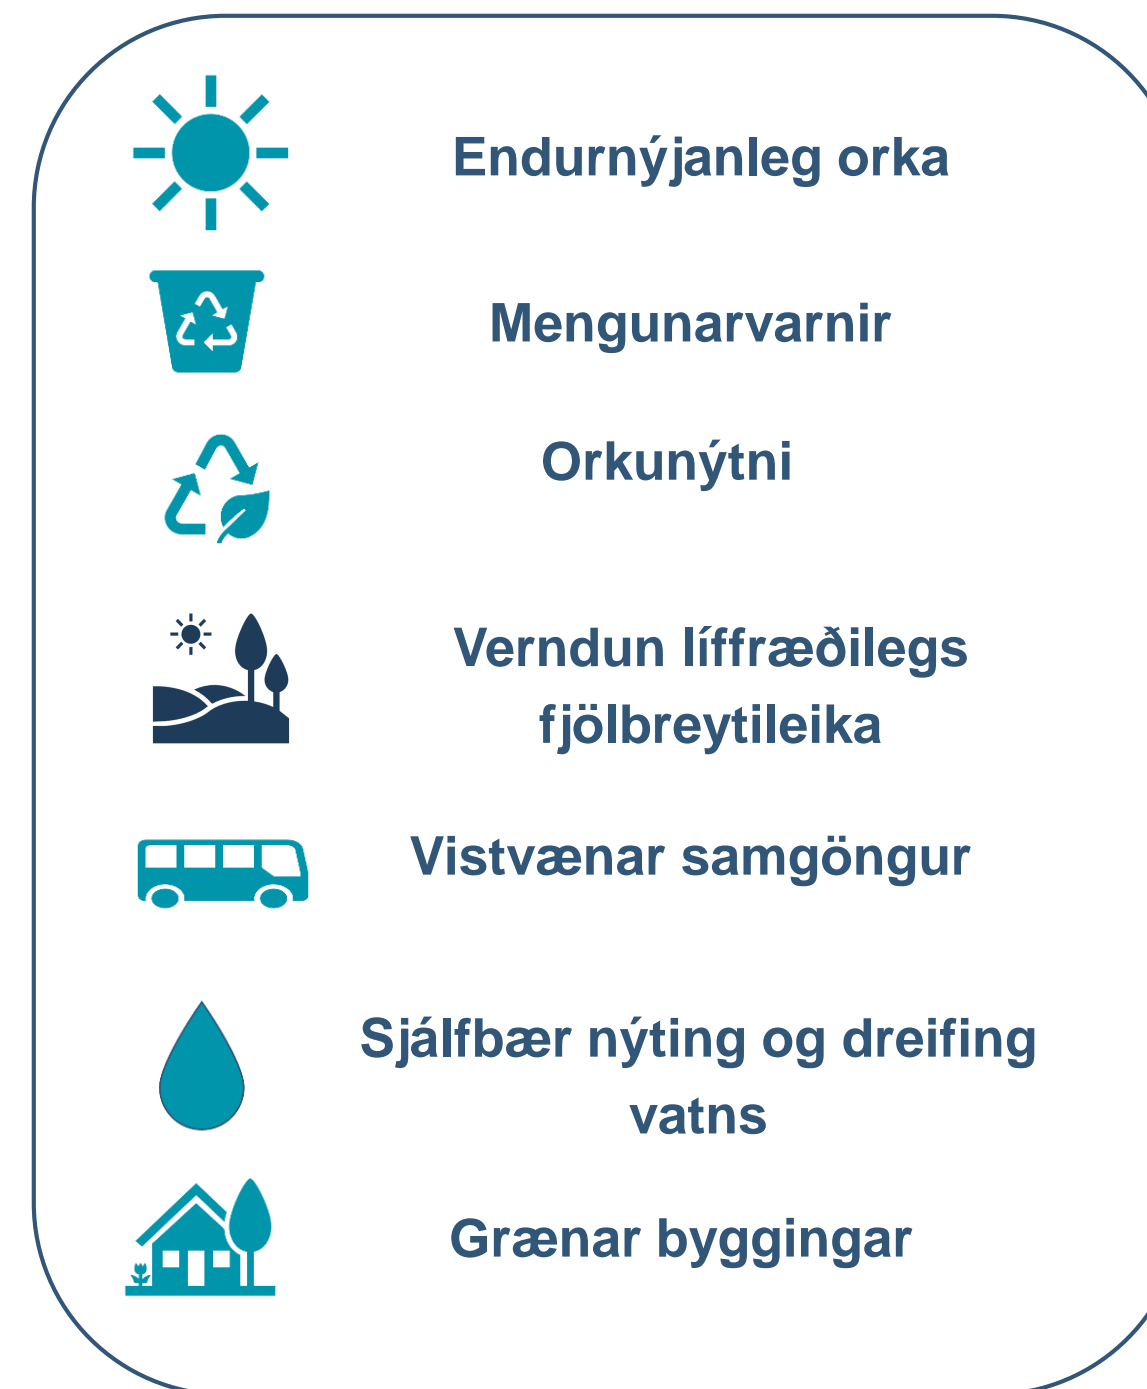 Endurnýjanleg orka
Mengunarvarnir
Orkunýtni
Verndun líffræðilegs
fjölbreytileika
Vistvænar samgöngur
Sjálfbær nýting og dreifing
vatns
Grænar byggingar